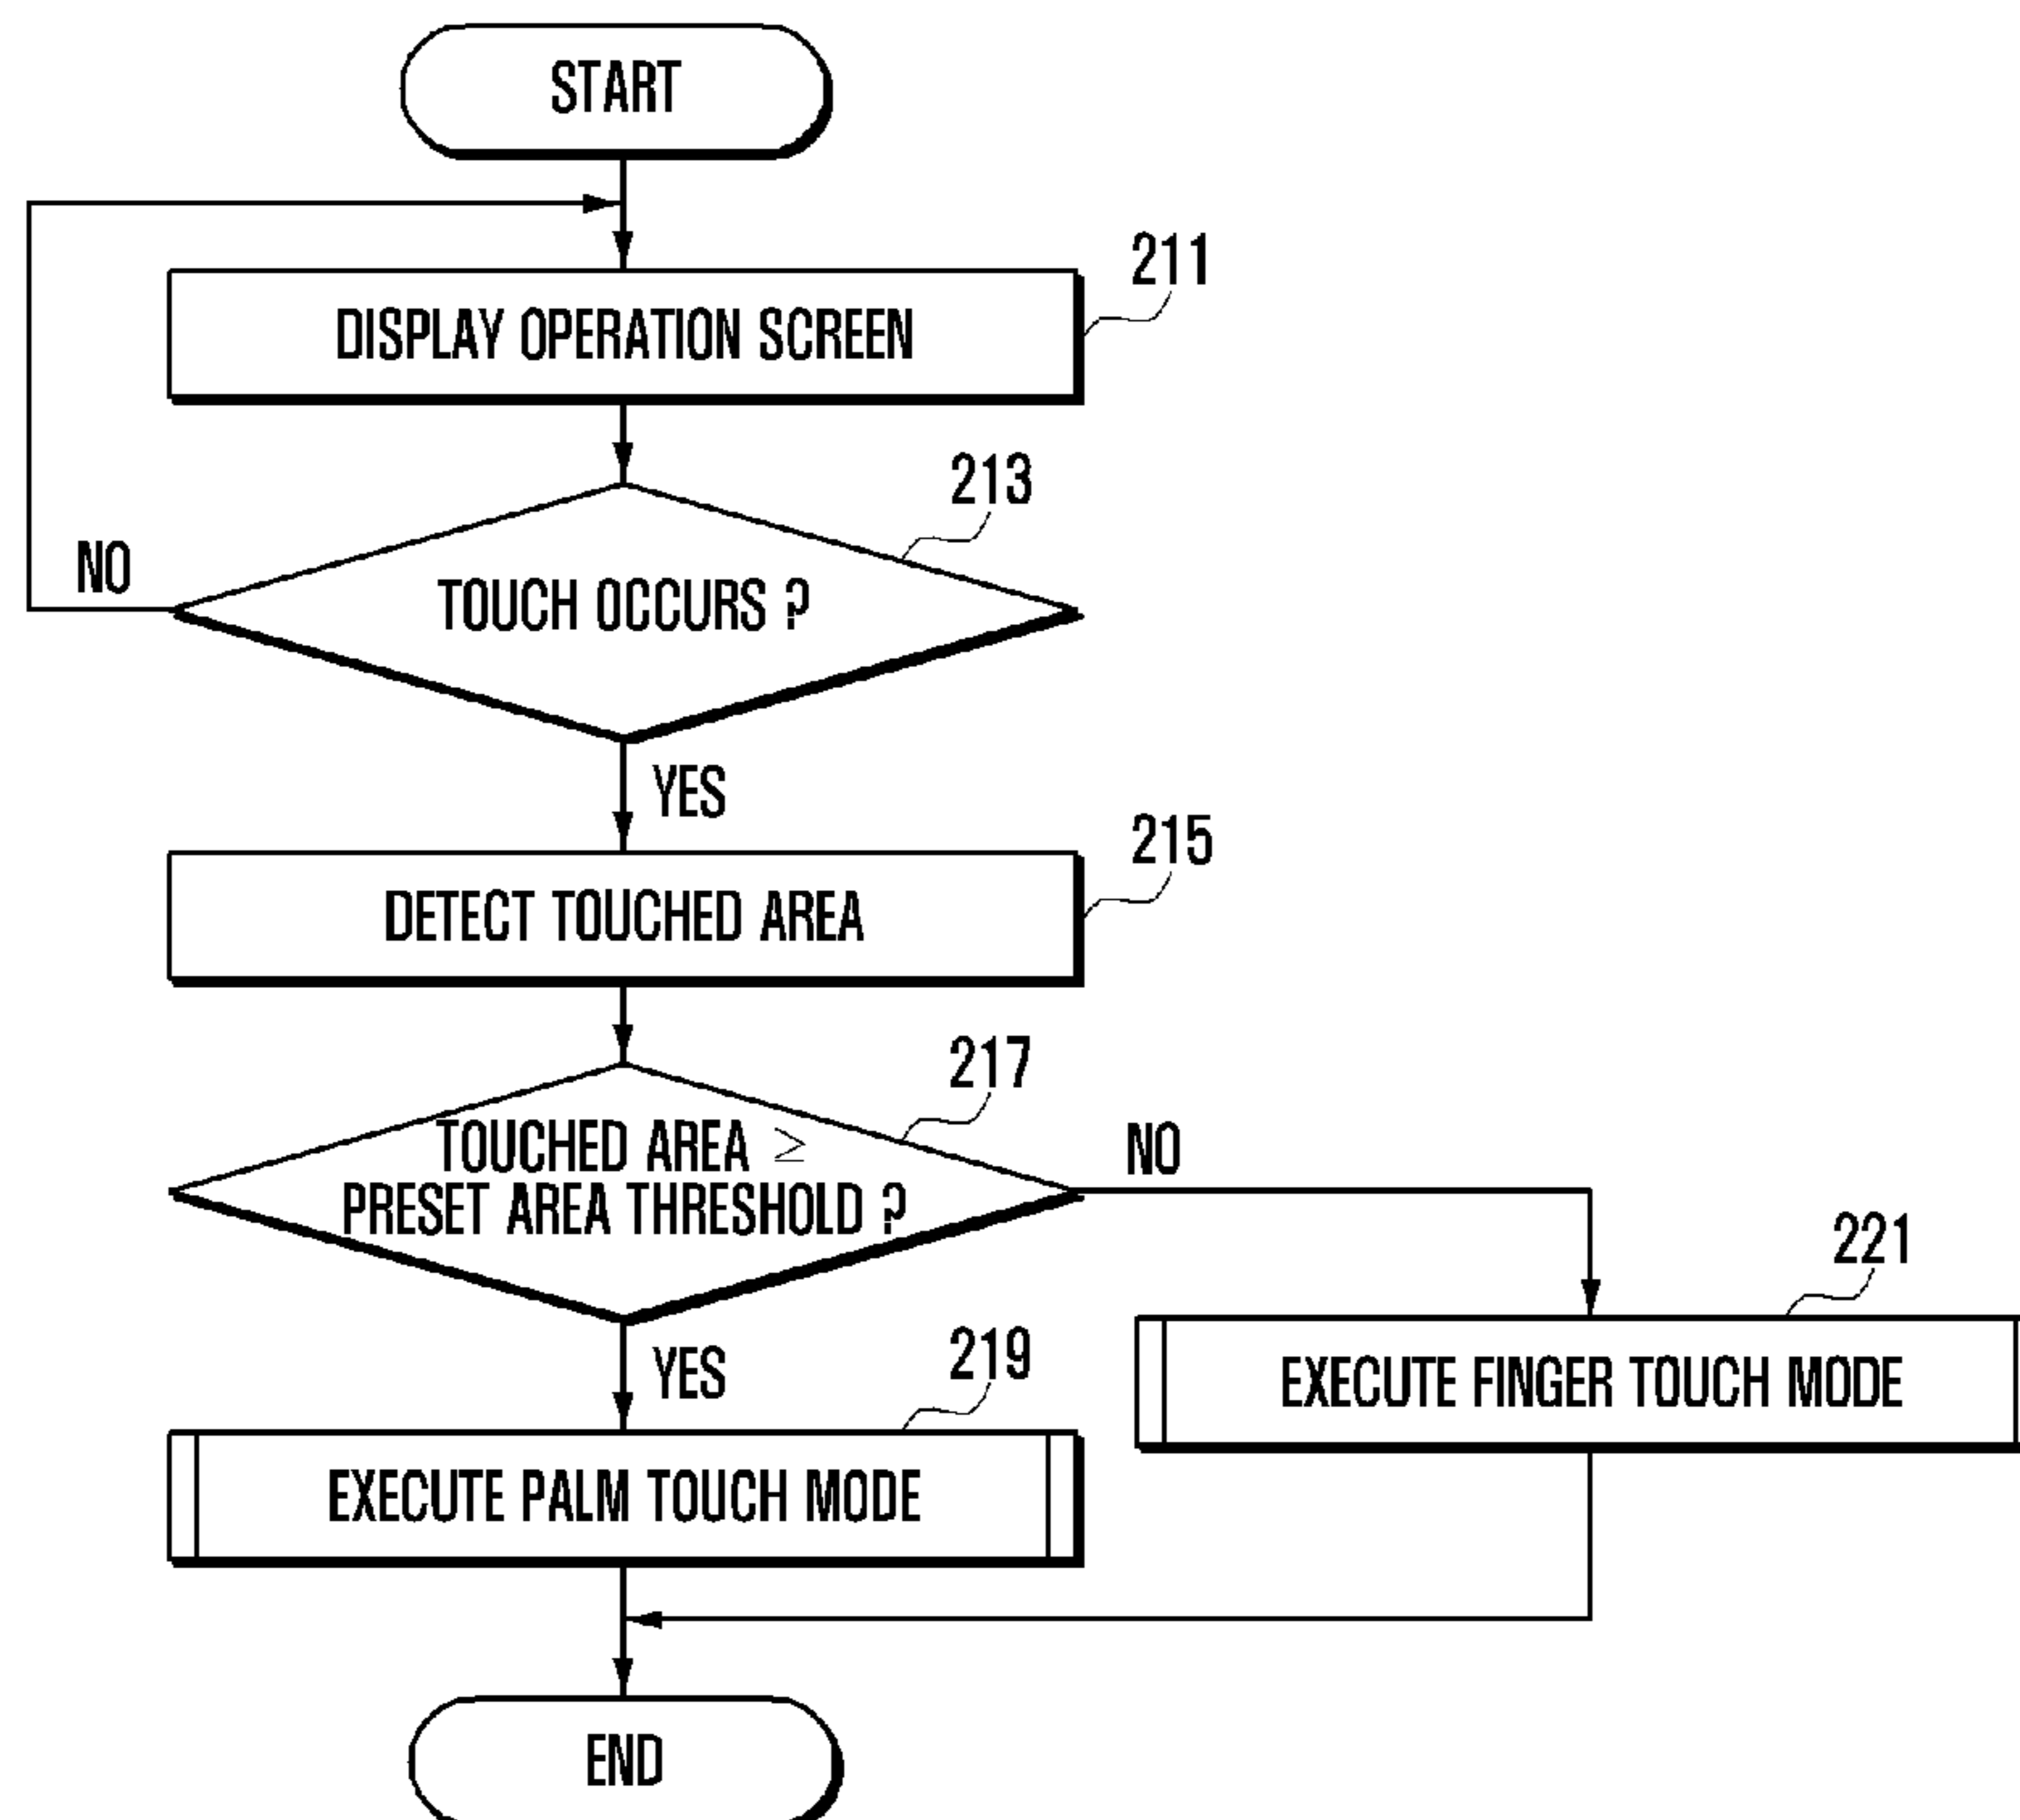 START
211
DISPLAY OPERATION SCREEN
213
NO
TOUCH OCCURS ?
YES
215
DETECT TOUCHED AREA
217
TOUCHED AREA ≥
PRESET AREA THRESHOLD ?
NO
221
EXECUTE FINGER TOUCH MODE
YES
219
EXECUTE PALM TOUCH MODE
END